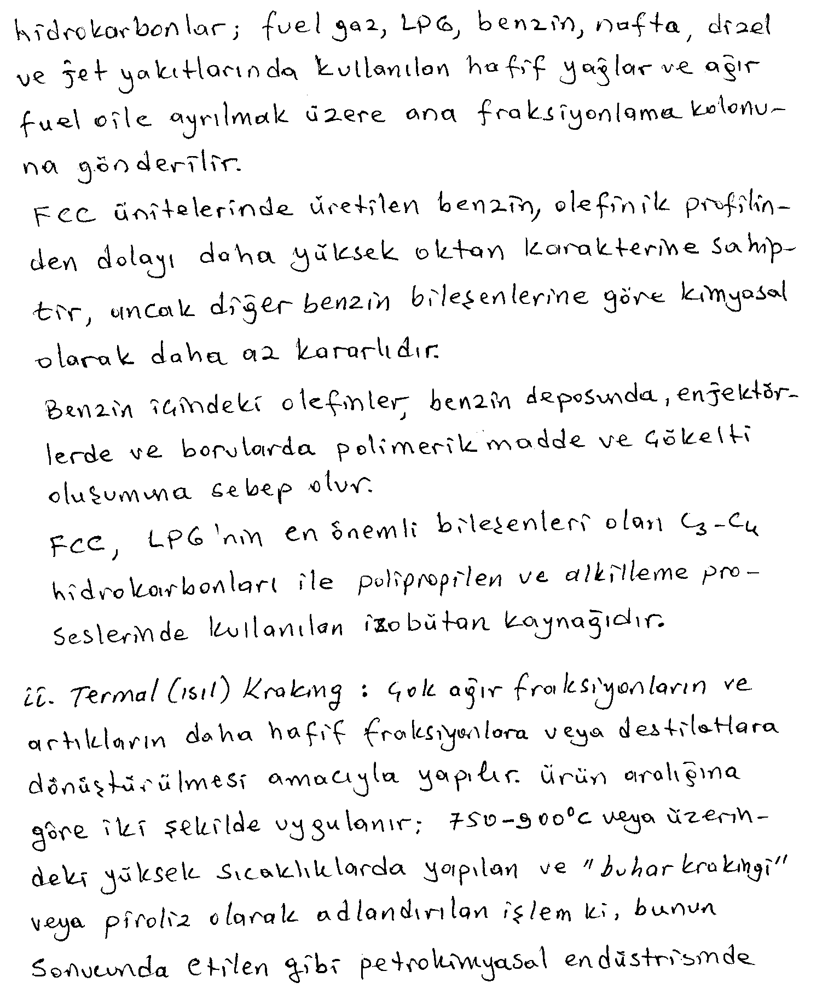 hidrokarbonlar; fuel gaz, LPG, benzin, nafta, dizel
ve jet yakıtlarında kullanılan hafif yağlar ve ağır
fuel oile ayrılmak üzere ana fraksiyonlama kolonu-
na gönderilir.
FCC ünitelerinde üretilen benzin, olefinik profilin-
den dolayı daha yüksek oktan karakterine sahip-
tir, ancak diğer benzin bileşenlerine göre kimyasal
olarak daha az kararlıdır.
Benzin içindeki olefinler, benzin deposunda, enjektör-
lerde ve borularda polimerik madde ve çökelti
oluşumuna sebep olur.
FCC, LPG'nin en önemli bileşenleri olan C₃-C₄
hidrokarbonları ile polipropilen ve alkilleme pro-
seslerinde kullanılan izobütan kaynağıdır.
ii. Termal (ısıl) Kraking : Çok ağır fraksiyonların ve
artıkların daha hafif fraksiyonlara veya destilatlara
dönüştürülmesi amacıyla yapılır. Ürün aralığına
göre iki şekilde uygulanır; 750-900°C veya üzerin-
deki yüksek sıcaklıklarda yapılan ve "buhar krakingi"
veya piroliz olarak adlandırılan işlem ki, bunun
sonucunda etilen gibi petrokimyasal endüstrisinde